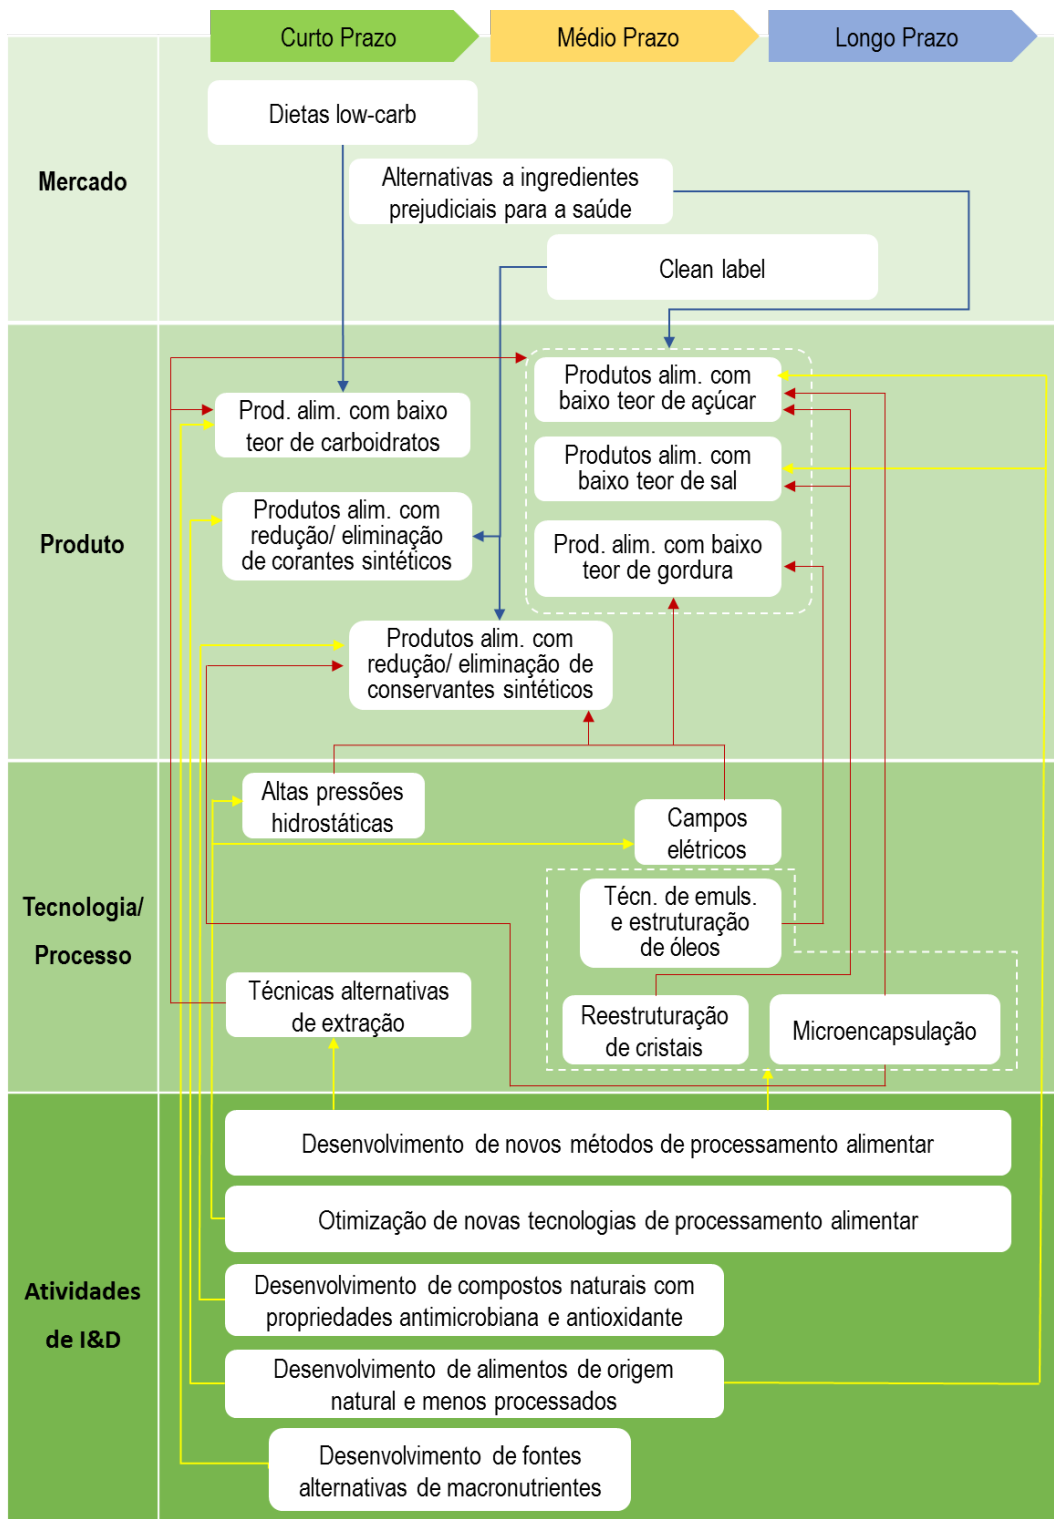 Curto Prazo
Médio Prazo
Longo Prazo
Mercado
Dietas low-carb
Alternativas a ingredientes
prejudiciais para a saúde
Clean label
Produto
Produtos alim. com
baixo teor de açúcar
Prod. alim. com baixo
teor de carboidratos
Produtos alim. com
baixo teor de sal
Produtos alim. com
redução/ eliminação
de corantes sintéticos
Prod. alim. com baixo
teor de gordura
Produtos alim. com
redução/ eliminação de
conservantes sintéticos
Tecnologia/
Processo
Altas pressões
hidrostáticas
Campos
elétricos
Técn. de emuls.
e estruturação
de óleos
Técnicas alternativas
de extração
Reestruturação
de cristais
Microencapsulação
Atividades
de I&D
Desenvolvimento de novos métodos de processamento alimentar
Otimização de novas tecnologias de processamento alimentar
Desenvolvimento de compostos naturais com
propriedades antimicrobiana e antioxidante
Desenvolvimento de alimentos de origem
natural e menos processados
Desenvolvimento de fontes
alternativas de macronutrientes